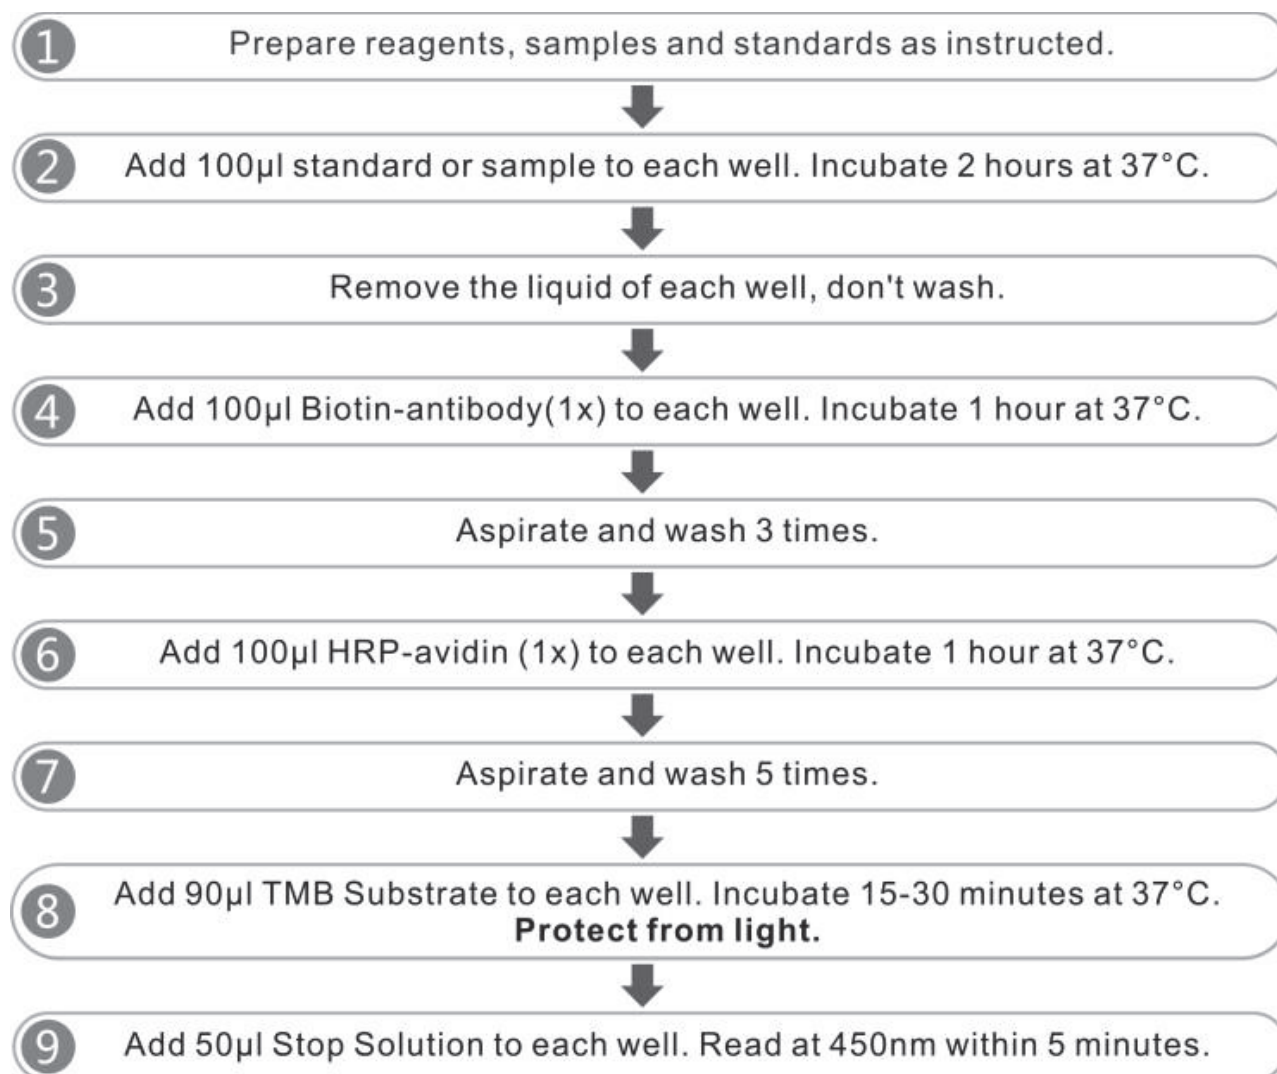 1 Prepare reagents, samples and standards as instructed.
2 Add 100µl standard or sample to each well. Incubate 2 hours at 37°C.
3 Remove the liquid of each well, don't wash.
4 Add 100µl Biotin-antibody(1x) to each well. Incubate 1 hour at 37°C.
5 Aspirate and wash 3 times.
6 Add 100µl HRP-avidin (1x) to each well. Incubate 1 hour at 37°C.
7 Aspirate and wash 5 times.
8 Add 90µl TMB Substrate to each well. Incubate 15-30 minutes at 37°C.
Protect from light.
9 Add 50µl Stop Solution to each well. Read at 450nm within 5 minutes.